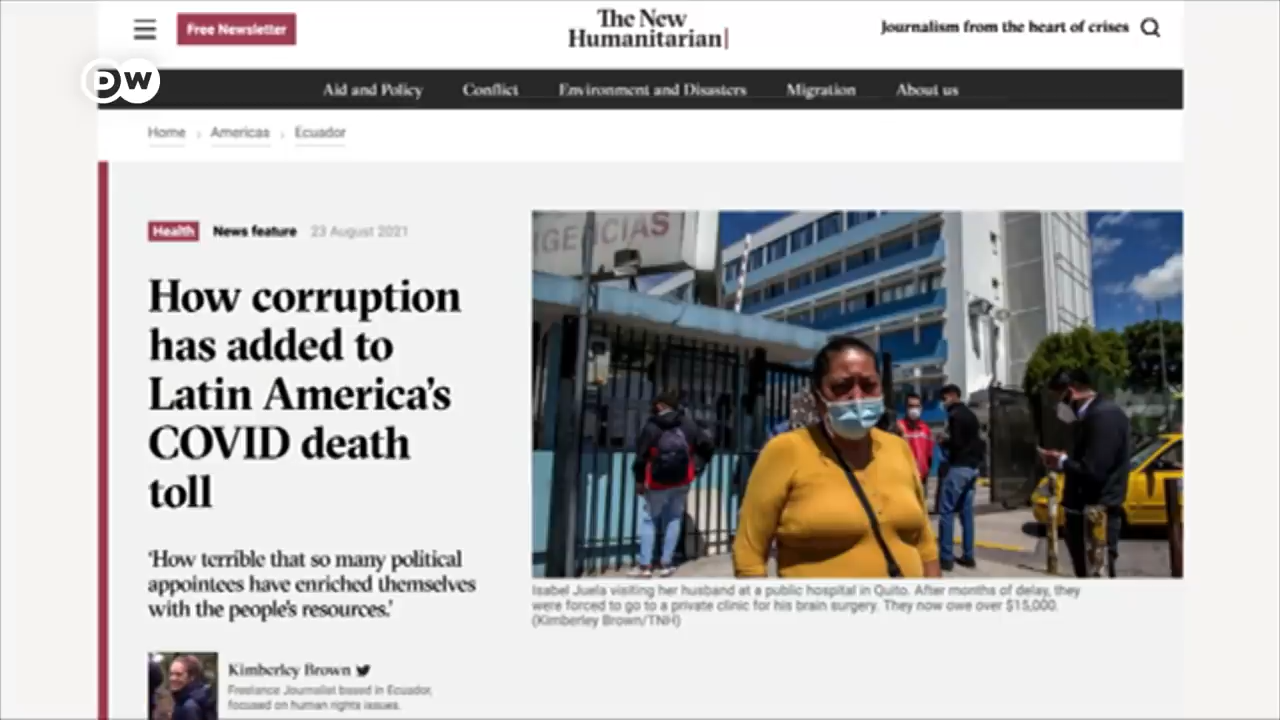 Free Newsletter
The New
Humanitarian
Journalism from the heart of crises
DW
Aid and Policy Conflict Environment and Disasters Migration About us
Home › Americas › Ecuador
Health News feature 23 August 2021
How corruption
has added to
Latin America's
COVID death
toll
'How terrible that so many political
appointees have enriched themselves
with the people's resources.'
GENCIAS
Isabel Juela visiting her husband at a public hospital in Quito. After months of delay, they
were forced to go to a private clinic for his brain surgery. They now owe over $15,000.
(Kimberley Brown/TNH)
Kimberley Brown
Freelance Journalist based in Ecuador,
focused on human rights issues.